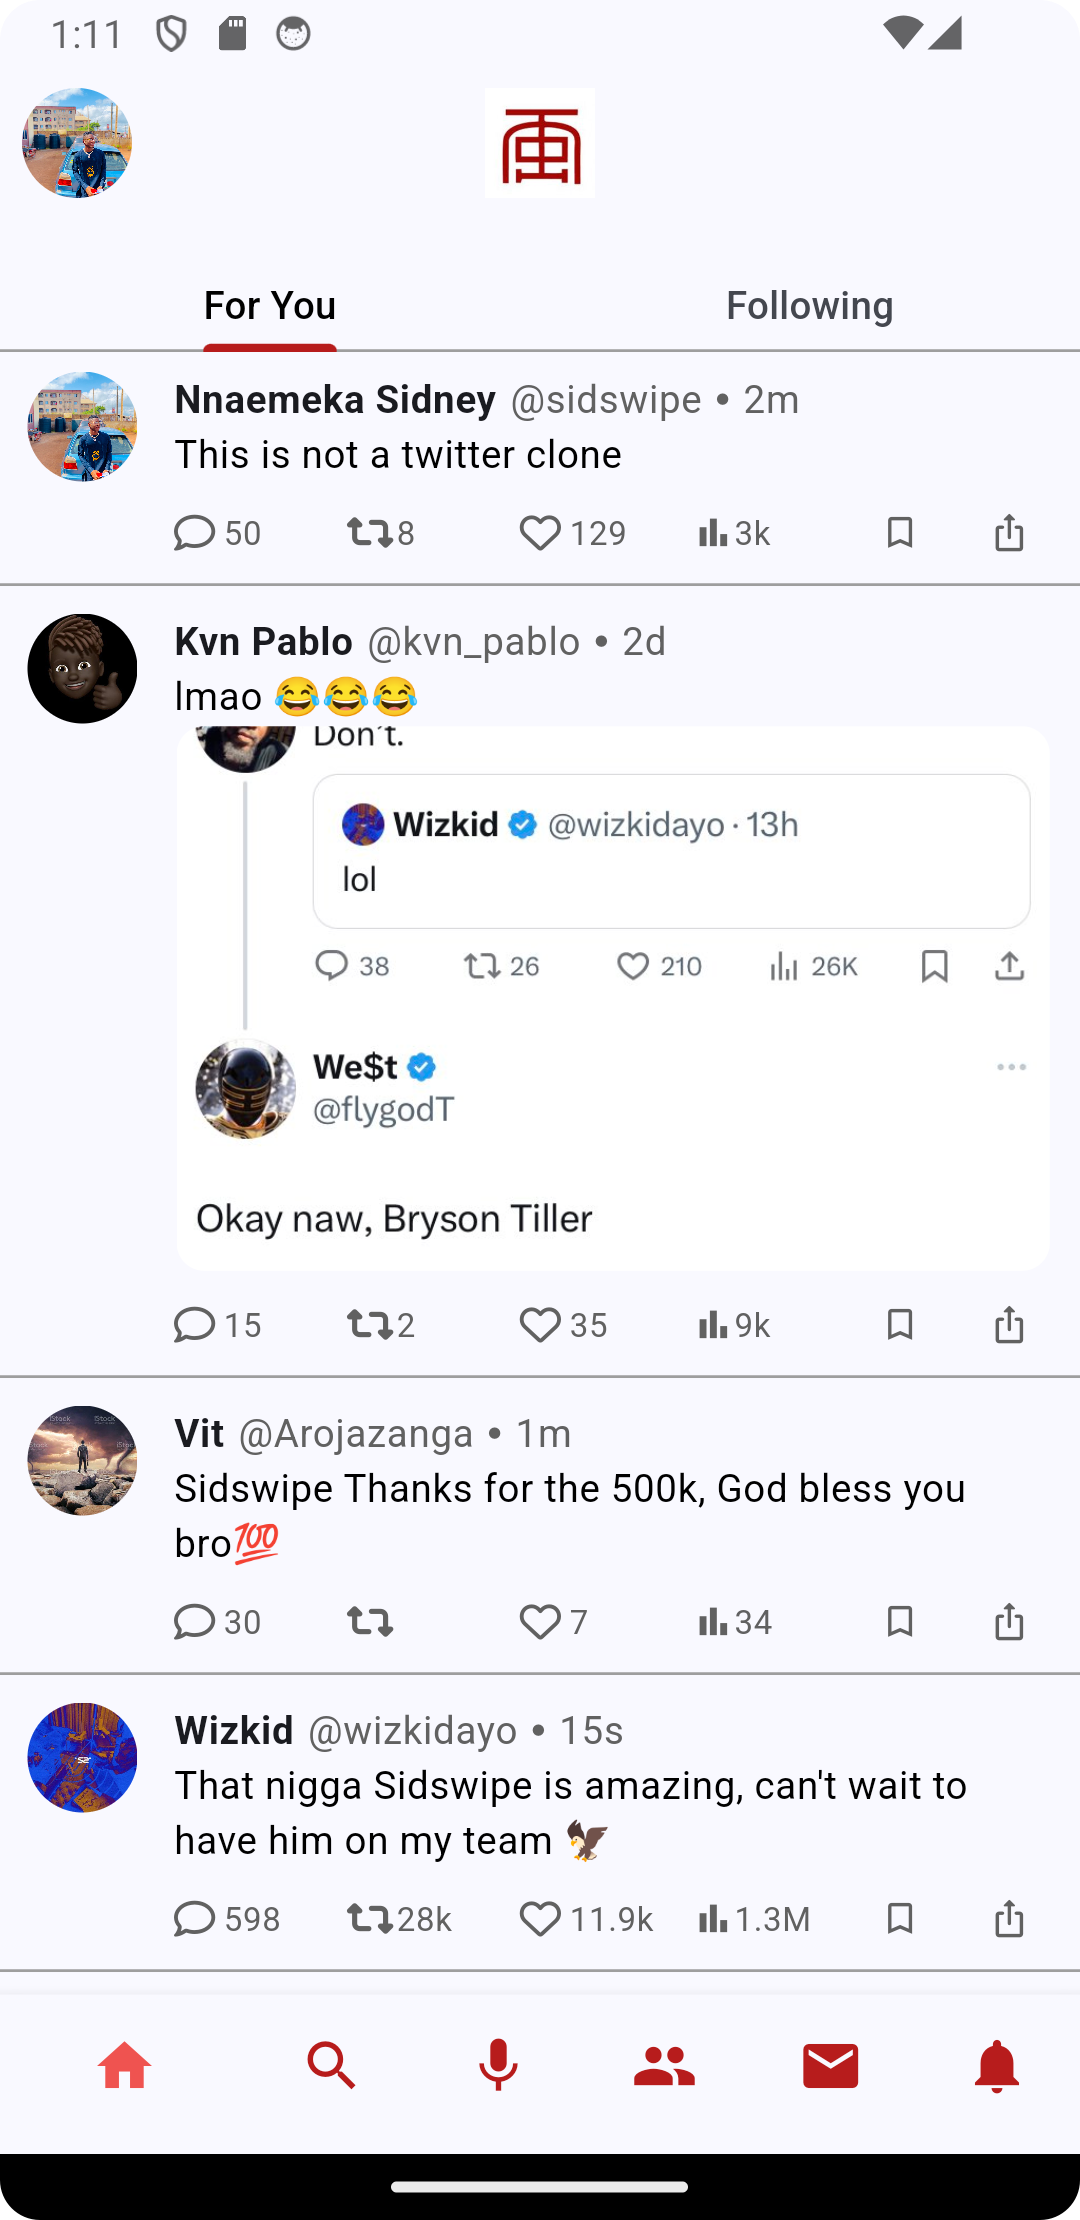 1:11
For You Following
Nnaemeka Sidney @sidswipe • 2m
This is not a twitter clone
50 8 129 3k
Kvn Pablo @kvn_pablo • 2d
lmao 😂😂😂
Don't.
Wizkid @wizkidayo · 13h
lol
38 26 210 26K
We$t
@flygodT
Okay naw, Bryson Tiller
15 2 35 9k
Vit @Arojazanga • 1m
Sidswipe Thanks for the 500k, God bless you
bro💯
30 7 34
Wizkid @wizkidayo • 15s
That nigga Sidswipe is amazing, can't wait to
have him on my team 🦅
598 28k 11.9k 1.3M